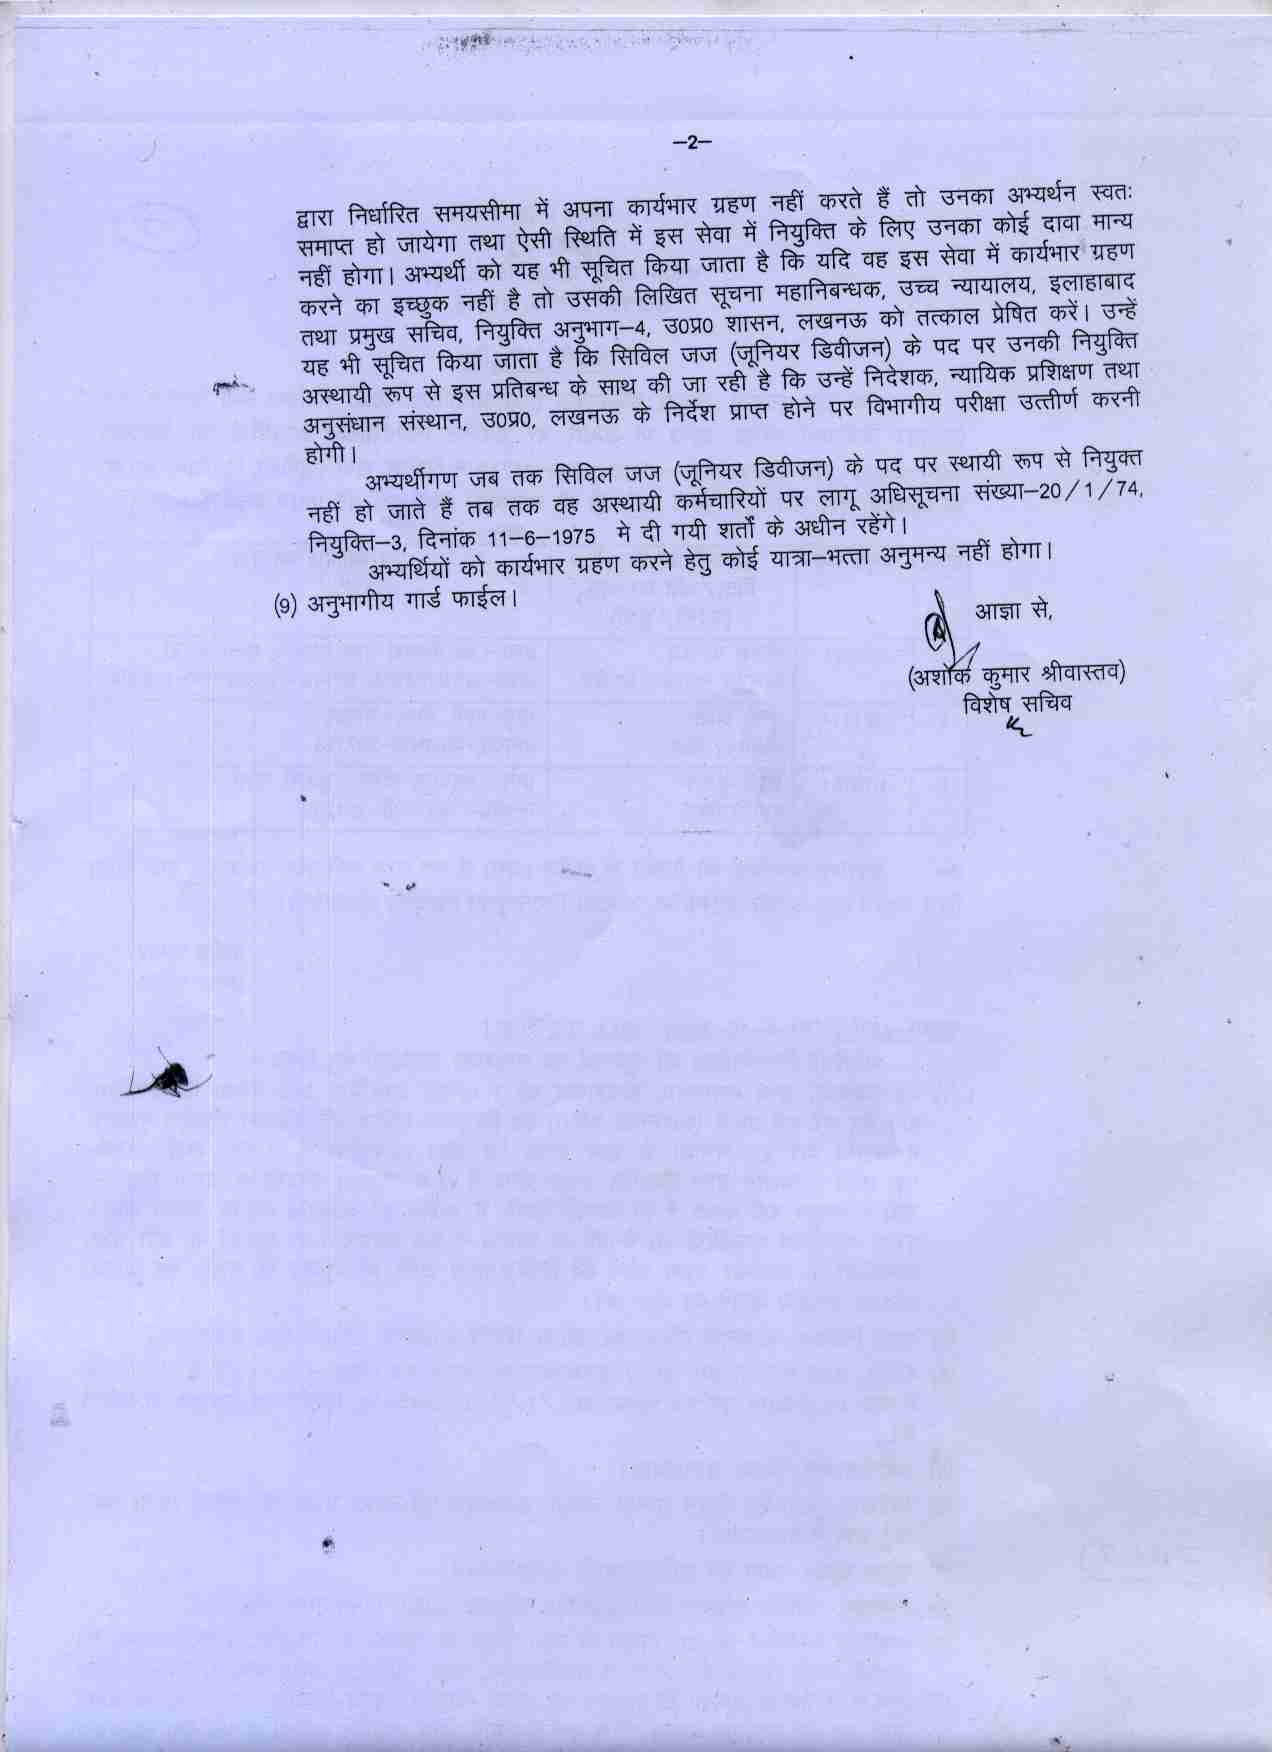 —2—
द्वारा निर्धारित समयसीमा में अपना कार्यभार ग्रहण नहीं करते हैं तो उनका अभ्यर्थन स्वतः
समाप्त हो जायेगा तथा ऐसी स्थिति में इस सेवा में नियुक्ति के लिए उनका कोई दावा मान्य
नहीं होगा। अभ्यर्थी को यह भी सूचित किया जाता है कि यदि वह इस सेवा में कार्यभार ग्रहण
करने का इच्छुक नहीं है तो उसकी लिखित सूचना महानिबन्धक, उच्च न्यायालय, इलाहाबाद
तथा प्रमुख सचिव, नियुक्ति अनुभाग—4, उ0प्र0 शासन, लखनऊ को तत्काल प्रेषित करें। उन्हें
यह भी सूचित किया जाता है कि सिविल जज (जूनियर डिवीजन) के पद पर उनकी नियुक्ति
अस्थायी रूप से इस प्रतिबन्ध के साथ की जा रही है कि उन्हें निदेशक, न्यायिक प्रशिक्षण तथा
अनुसंधान संस्थान, उ0प्र0, लखनऊ के निर्देश प्राप्त होने पर विभागीय परीक्षा उत्तीर्ण करनी
होगी।
अभ्यर्थीगण जब तक सिविल जज (जूनियर डिवीजन) के पद पर स्थायी रूप से नियुक्त
नहीं हो जाते हैं तब तक वह अस्थायी कर्मचारियों पर लागू अधिसूचना संख्या—20/1/74,
नियुक्ति—3, दिनांक 11—6—1975 मे दी गयी शर्तों के अधीन रहेंगे।
अभ्यर्थियों को कार्यभार ग्रहण करने हेतु कोई यात्रा—भत्ता अनुमन्य नहीं होगा।
(9) अनुभागीय गार्ड फाईल।
आज्ञा से,
(अशोक कुमार श्रीवास्तव)
विशेष सचिव